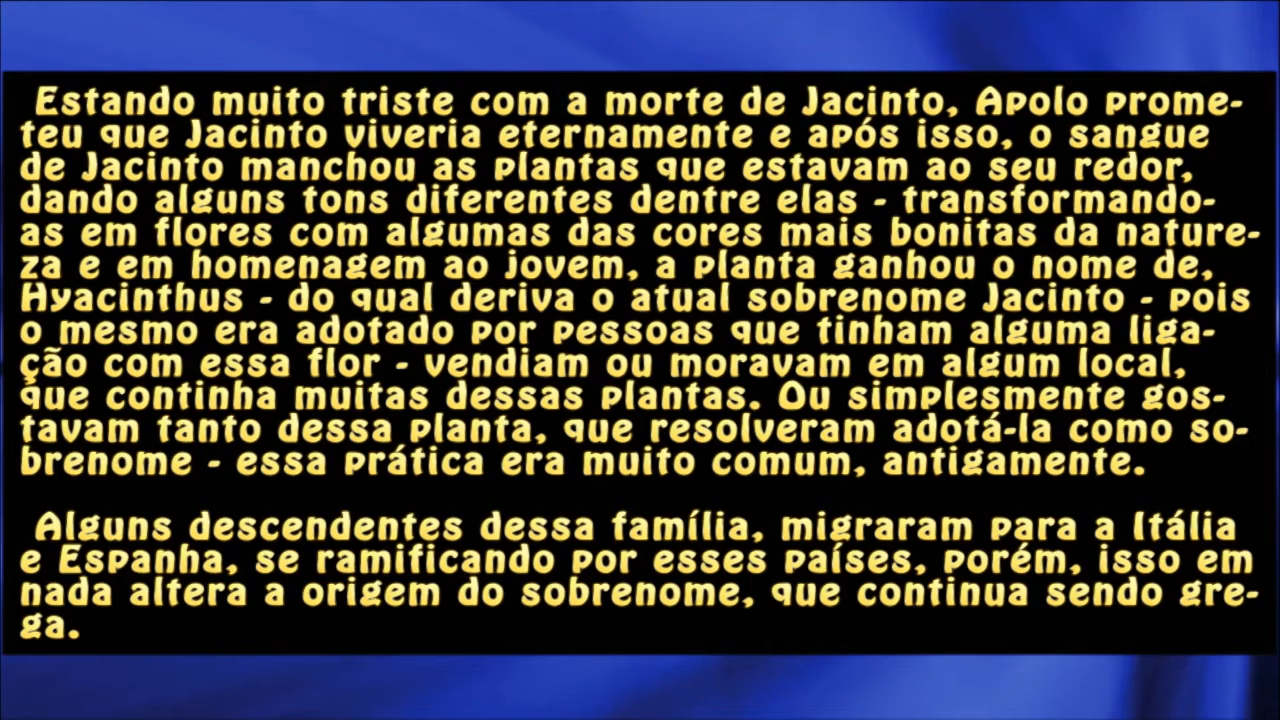 Estando muito triste com a morte de Jacinto, Apolo prome-
teu que Jacinto viveria eternamente e após isso, o sangue
de Jacinto manchou as plantas que estavam ao seu redor,
dando alguns tons diferentes dentre elas - transformando-
as em flores com algumas das cores mais bonitas da nature-
za e em homenagem ao jovem, a planta ganhou o nome de,
Hyacinthus - do qual deriva o atual sobrenome Jacinto - pois
o mesmo era adotado por pessoas que tinham alguma liga-
ção com essa flor - vendiam ou moravam em algum local,
que continha muitas dessas plantas. Ou simplesmente gos-
tavam tanto dessa planta, que resolveram adotá-la como so-
brenome - essa prática era muito comum, antigamente.
Alguns descendentes dessa família, migraram para a Itália
e Espanha, se ramificando por esses países, porém, isso em
nada altera a origem do sobrenome, que continua sendo gre-
ga.